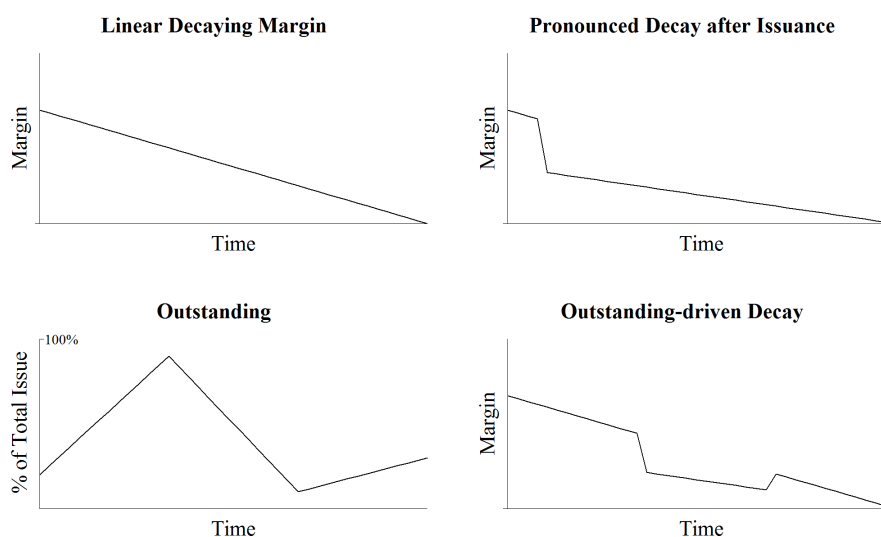 Linear Decaying Margin
Margin
Time
Pronounced Decay after Issuance
Margin
Time
Outstanding
100%
% of Total Issue
Time
Outstanding-driven Decay
Margin
Time